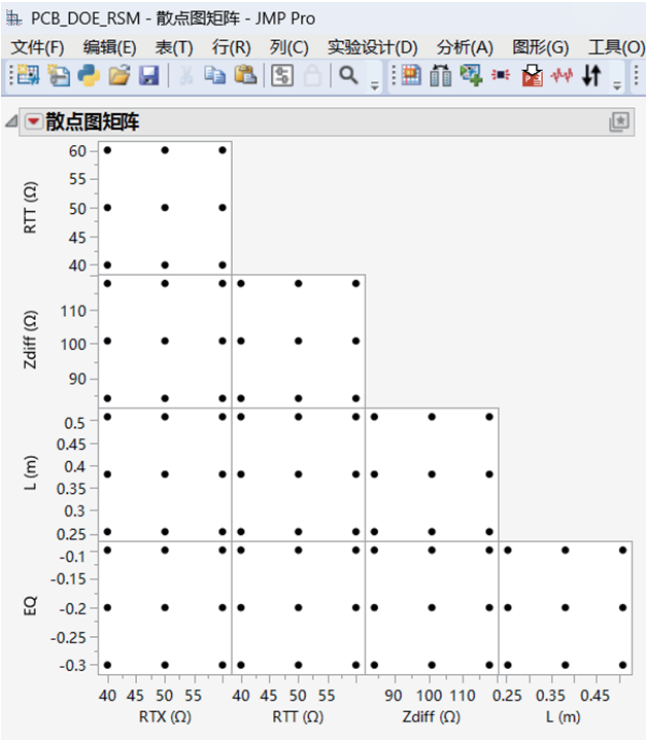 PCB_DOE_RSM - 散点图矩阵 - JMP Pro
文件(F) 编辑(E) 表(T) 行(R) 列(C) 实验设计(D) 分析(A) 图形(G) 工具(O)
散点图矩阵
60
55
50
45
40
RTT (Ω)
110
100
90
Zdiff (Ω)
0.5
0.45
0.4
0.35
0.3
0.25
L (m)
-0.1
-0.15
-0.2
-0.25
-0.3
EQ
40 45 50 55 40 45 50 55 90 100 110 0.25 0.35 0.45
RTX (Ω) RTT (Ω) Zdiff (Ω) L (m)